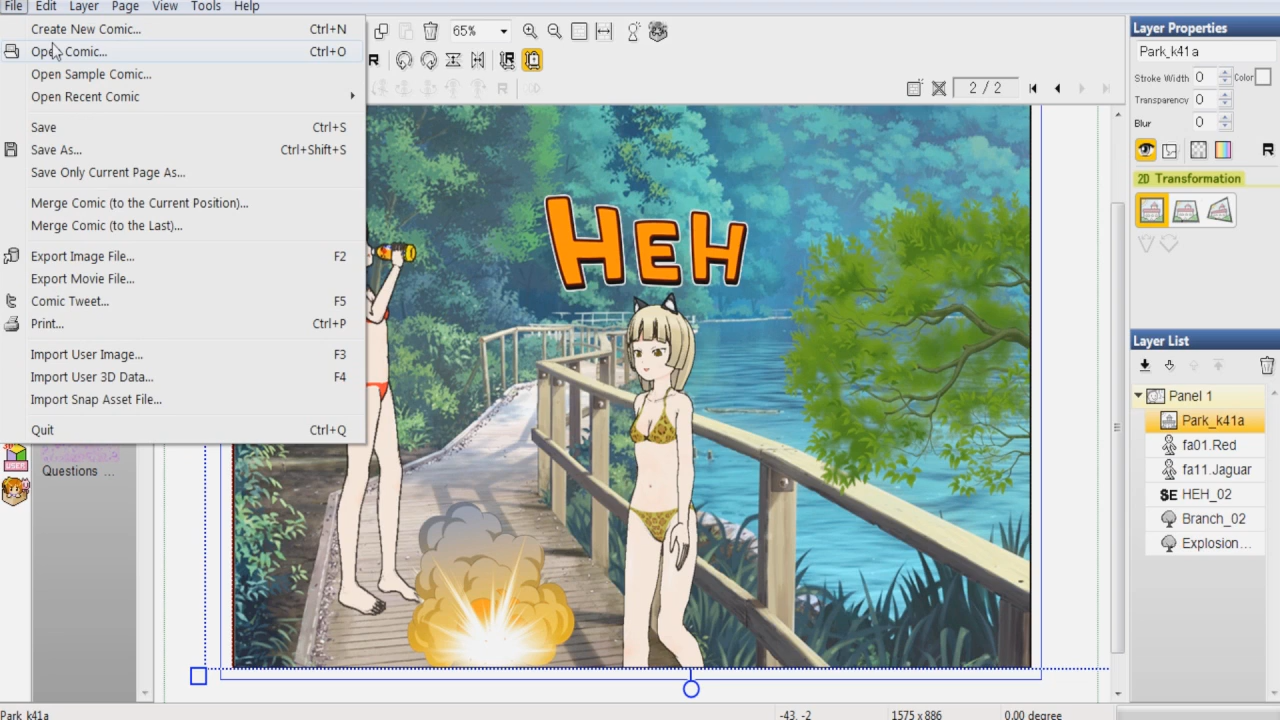 File Edit Layer Page View Tools Help
Create New Comic... Ctrl+N
Open Comic... Ctrl+O
Open Sample Comic...
Open Recent Comic
Save Ctrl+S
Save As... Ctrl+Shift+S
Save Only Current Page As...
Merge Comic (to the Current Position)...
Merge Comic (to the Last)...
Export Image File... F2
Export Movie File...
Comic Tweet... F5
Print... Ctrl+P
Import User Image... F3
Import User 3D Data... F4
Import Snap Asset File...
Quit Ctrl+Q
USER
Questions ...
65%
R
R
R
2 / 2
HEH
Layer Properties
Park_k41a
Stroke Width 0 Color
Transparency 0
Blur 0
R
2D Transformation
Layer List
Panel 1
Park_k41a
fa01.Red
fa11.Jaguar
$E HEH_02
Branch_02
Explosion...
Park_k41a
-43, -2
1575 x 886
0.00 degree